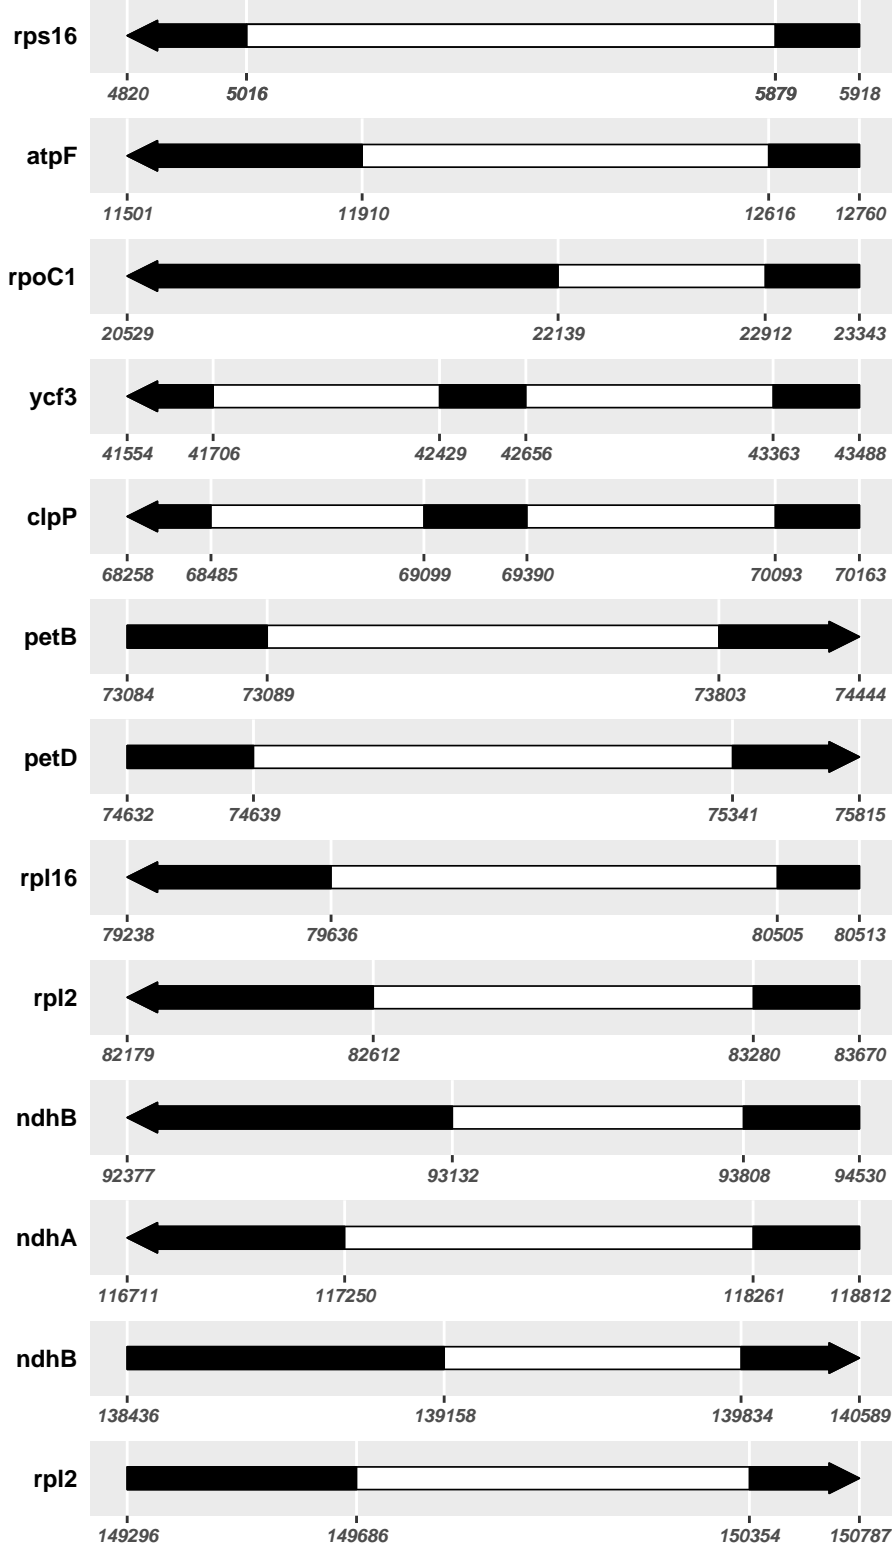 rps16
4820 5016 5879 5918
atpF
11501 11910 12616 12760
rpoC1
20529 22139 22912 23343
ycf3
41554 41706 42429 42656 43363 43488
clpP
68258 68485 69099 69390 70093 70163
petB
73084 73089 73803 74444
petD
74632 74639 75341 75815
rpl16
79238 79636 80505 80513
rpl2
82179 82612 83280 83670
ndhB
92377 93132 93808 94530
ndhA
116711 117250 118261 118812
ndhB
138436 139158 139834 140589
rpl2
149296 149686 150354 150787